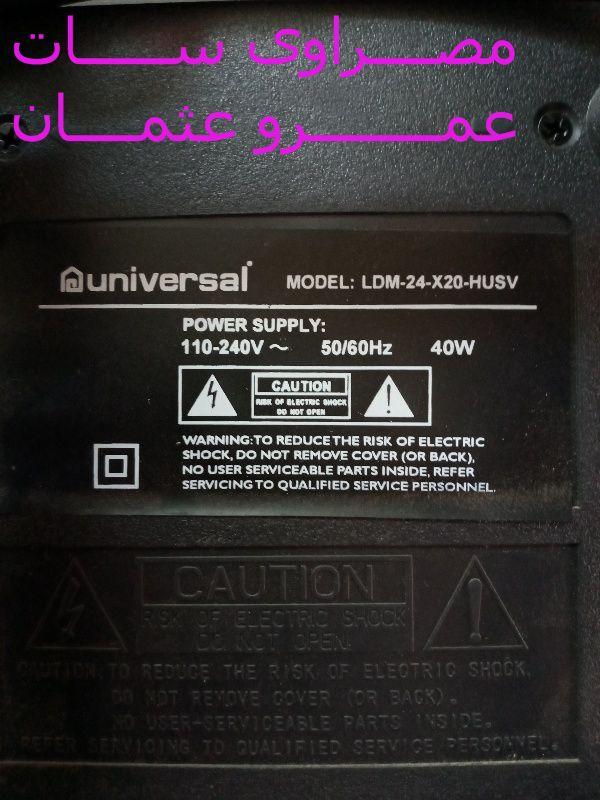 مصراوى سات
عمرو عثمان
universal MODEL: LDM-24-X20-HUSV
POWER SUPPLY:
110-240V ~ 50/60Hz 40W
CAUTION
RISK OF ELECTRIC SHOCK
DO NOT OPEN
WARNING:TO REDUCE THE RISK OF ELECTRIC
SHOCK, DO NOT REMOVE COVER (OR BACK),
NO USER SERVICEABLE PARTS INSIDE, REFER
SERVICING TO QUALIFIED SERVICE PERSONNEL.
CAUTION
RISK OF ELECTRIC SHOCK
DO NOT OPEN!
CAUTION: TO REDUCE THE RISK OF ELECTRIC SHOCK,
DO NOT REMOVE COVER (OR BACK).
NO USER-SERVICEABLE PARTS INSIDE.
REFER SERVICING TO QUALIFIED SERVICE PERSONNEL.